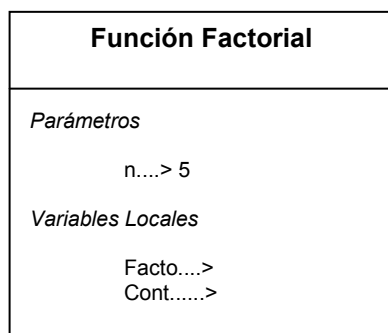 Función Factorial
Parámetros
n....> 5
Variables Locales
Facto....>
Cont......>